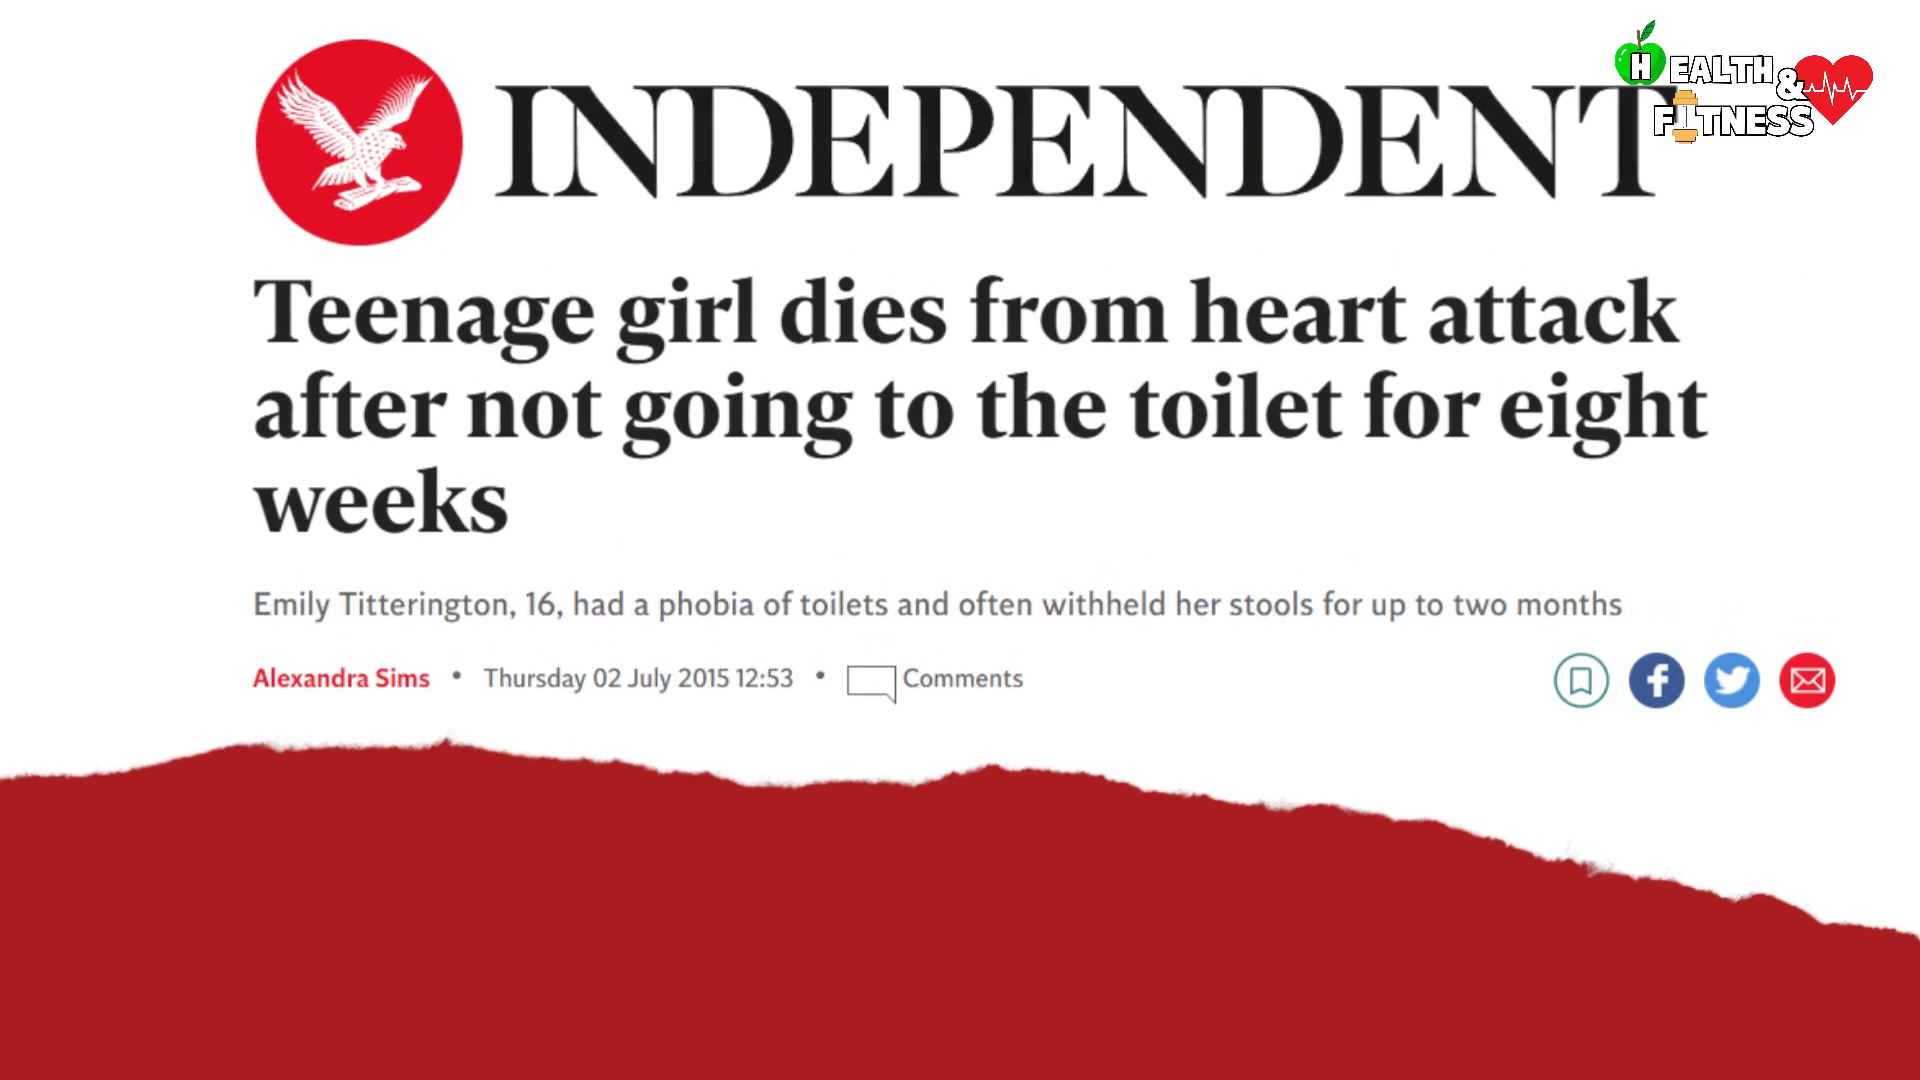 INDEPENDENT
HEALTH
&
FITNESS
Teenage girl dies from heart attack
after not going to the toilet for eight
weeks
Emily Titterington, 16, had a phobia of toilets and often withheld her stools for up to two months
Alexandra Sims • Thursday 02 July 2015 12:53 • Comments